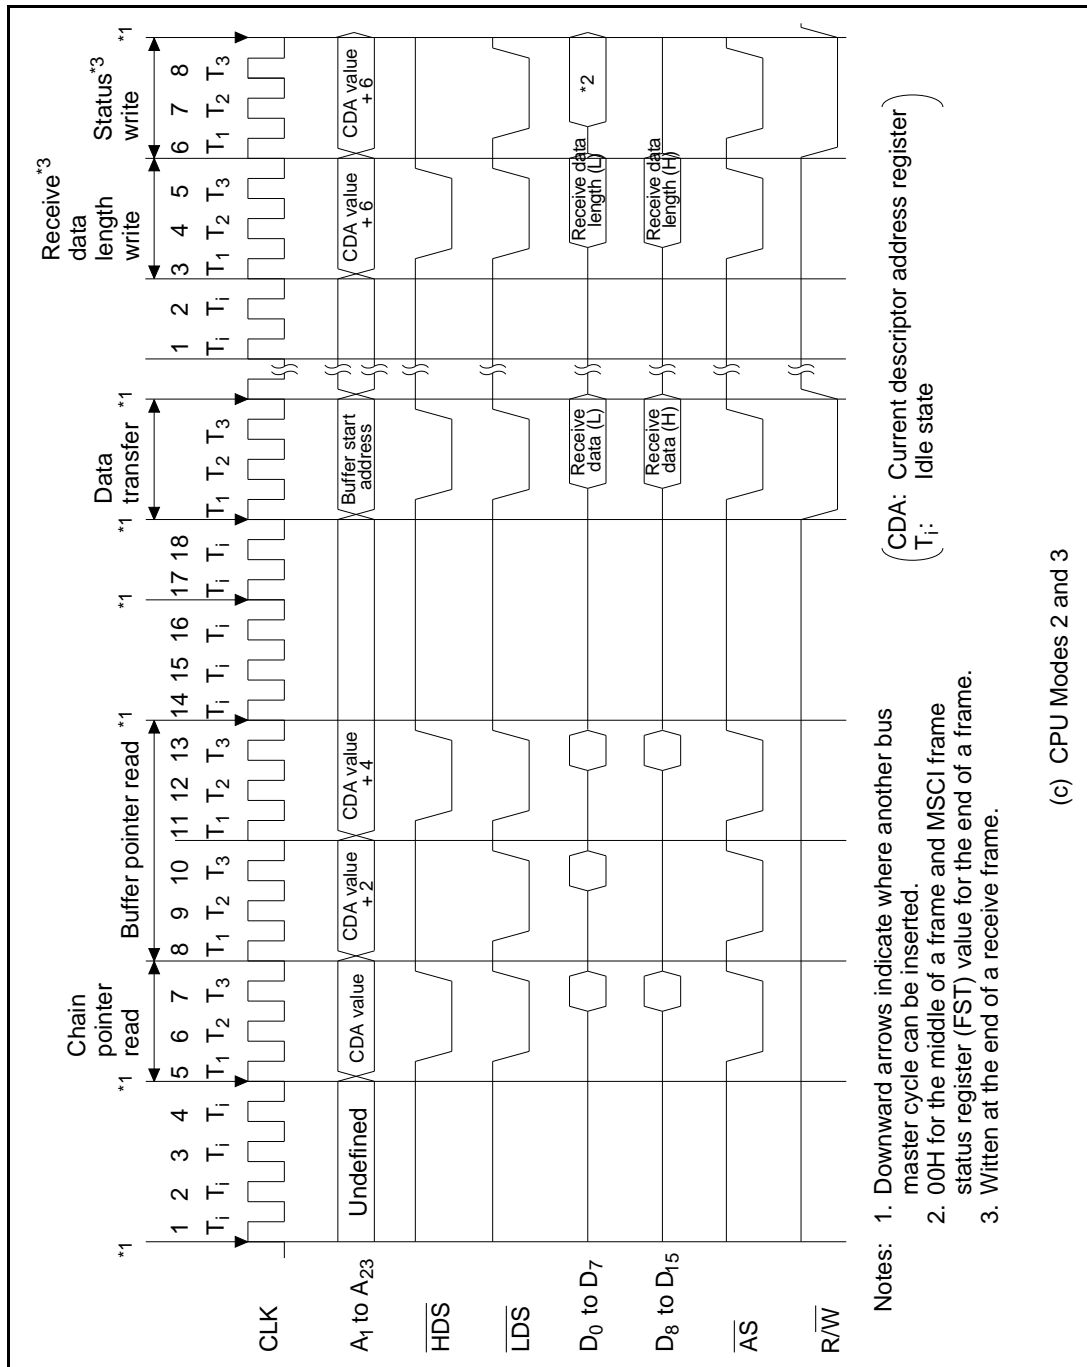 Chain
pointer
read
Buffer pointer read
Data
transfer
Receive*3
data
length
write
Status*3
write
*1 *1 *1 *1 *1 *1 *1
1 2 3 4 5 6 7 8 9 10 11 12 13 14 15 16 17 18 1 2 3 4 5 6 7 8
Ti Ti Ti Ti T1 T2 T3 T1 T2 T3 T1 T2 T3 Ti Ti Ti Ti Ti T1 T2 T3 Ti Ti T1 T2 T3 T1 T2 T3
CLK
A1 to A23
Undefined
CDA value
CDA value
+ 2
CDA value
+ 4
Buffer start
address
CDA value
+ 6
CDA value
+ 6
HDS
LDS
D0 to D7
Receive
data (L)
Receive data
length (L)
*2
D8 to D15
Receive
data (H)
Receive data
length (H)
AS
R/W
Notes: 1. Downward arrows indicate where another bus
master cycle can be inserted.
2. 00H for the middle of a frame and MSCI frame
status register (FST) value for the end of a frame.
3. Witten at the end of a receive frame.
CDA: Current descriptor address register
Ti: Idle state
(c) CPU Modes 2 and 3